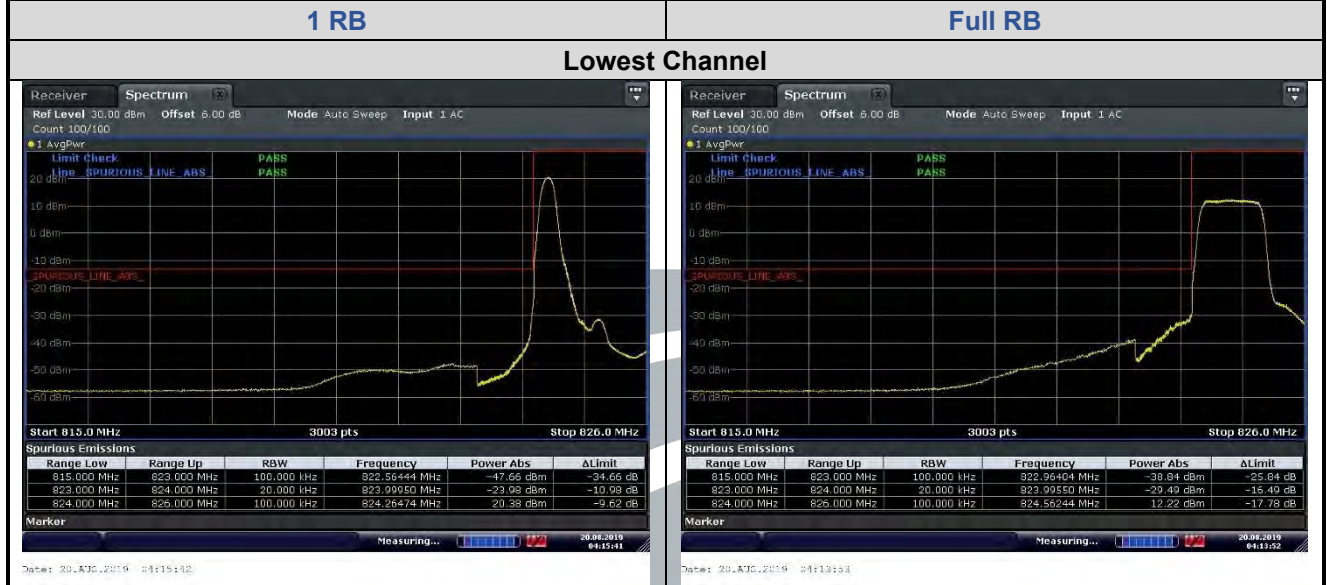 1 RB
Full RB
Lowest Channel
Receiver Spectrum
Ref Level 30.00 dBm Offset 6.00 dB Mode Auto Sweep Input 1 AC
Count 100/100
1 AvgPwr
Limit Check PASS
Line _SPURIOUS_LINE_ABS_ PASS
20 dBm
10 dBm
0 dBm
-10 dBm
_SPURIOUS_LINE_ABS_
-20 dBm
-30 dBm
-40 dBm
-50 dBm
-60 dBm
Start 815.0 MHz 3003 pts Stop 826.0 MHz
Spurious Emissions
Range Low Range Up RBW Frequency Power Abs ΔLimit
815.000 MHz 823.000 MHz 100.000 kHz 822.56444 MHz -47.66 dBm -34.66 dB
823.000 MHz 824.000 MHz 20.000 kHz 823.99950 MHz -23.98 dBm -10.98 dB
824.000 MHz 826.000 MHz 100.000 kHz 824.26474 MHz 20.38 dBm -9.62 dB
Marker
Measuring... 20.08.2019
04:15:41
Date: 20.AUG.2019 04:15:42
Receiver Spectrum
Ref Level 30.00 dBm Offset 6.00 dB Mode Auto Sweep Input 1 AC
Count 100/100
1 AvgPwr
Limit Check PASS
Line _SPURIOUS_LINE_ABS_ PASS
20 dBm
10 dBm
0 dBm
-10 dBm
_SPURIOUS_LINE_ABS_
-20 dBm
-30 dBm
-40 dBm
-50 dBm
-60 dBm
Start 815.0 MHz 3003 pts Stop 826.0 MHz
Spurious Emissions
Range Low Range Up RBW Frequency Power Abs ΔLimit
815.000 MHz 823.000 MHz 100.000 kHz 822.96404 MHz -38.84 dBm -25.84 dB
823.000 MHz 824.000 MHz 20.000 kHz 823.99550 MHz -29.49 dBm -16.49 dB
824.000 MHz 826.000 MHz 100.000 kHz 824.56244 MHz 12.22 dBm -17.78 dB
Marker
Measuring... 20.08.2019
04:13:52
Date: 20.AUG.2019 04:13:53